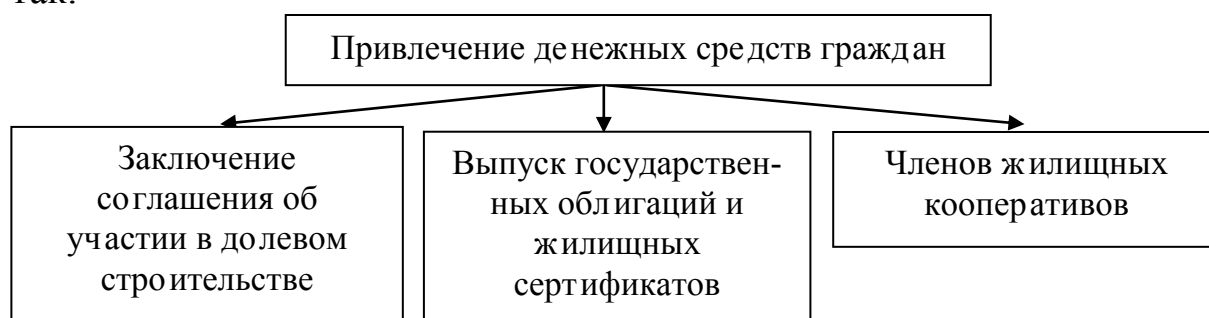 Так:
Привлечение денежных средств граждан
Заключение
соглашения об
участии в долевом
строительстве
Выпуск государствен-
ных облигаций и
жилищных
сертификатов
Членов жилищных
кооперативов